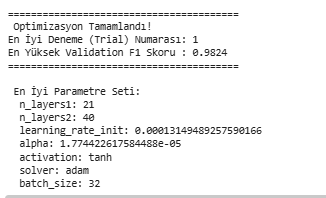 ========================================
Optimizasyon Tamamlandı!
En İyi Deneme (Trial) Numarası: 1
En Yüksek Validation F1 Skoru : 0.9824
========================================
En İyi Parametre Seti:
n_layers1: 21
n_layers2: 40
learning_rate_init: 0.00013149489257590166
alpha: 1.774422617584488e-05
activation: tanh
solver: adam
batch_size: 32